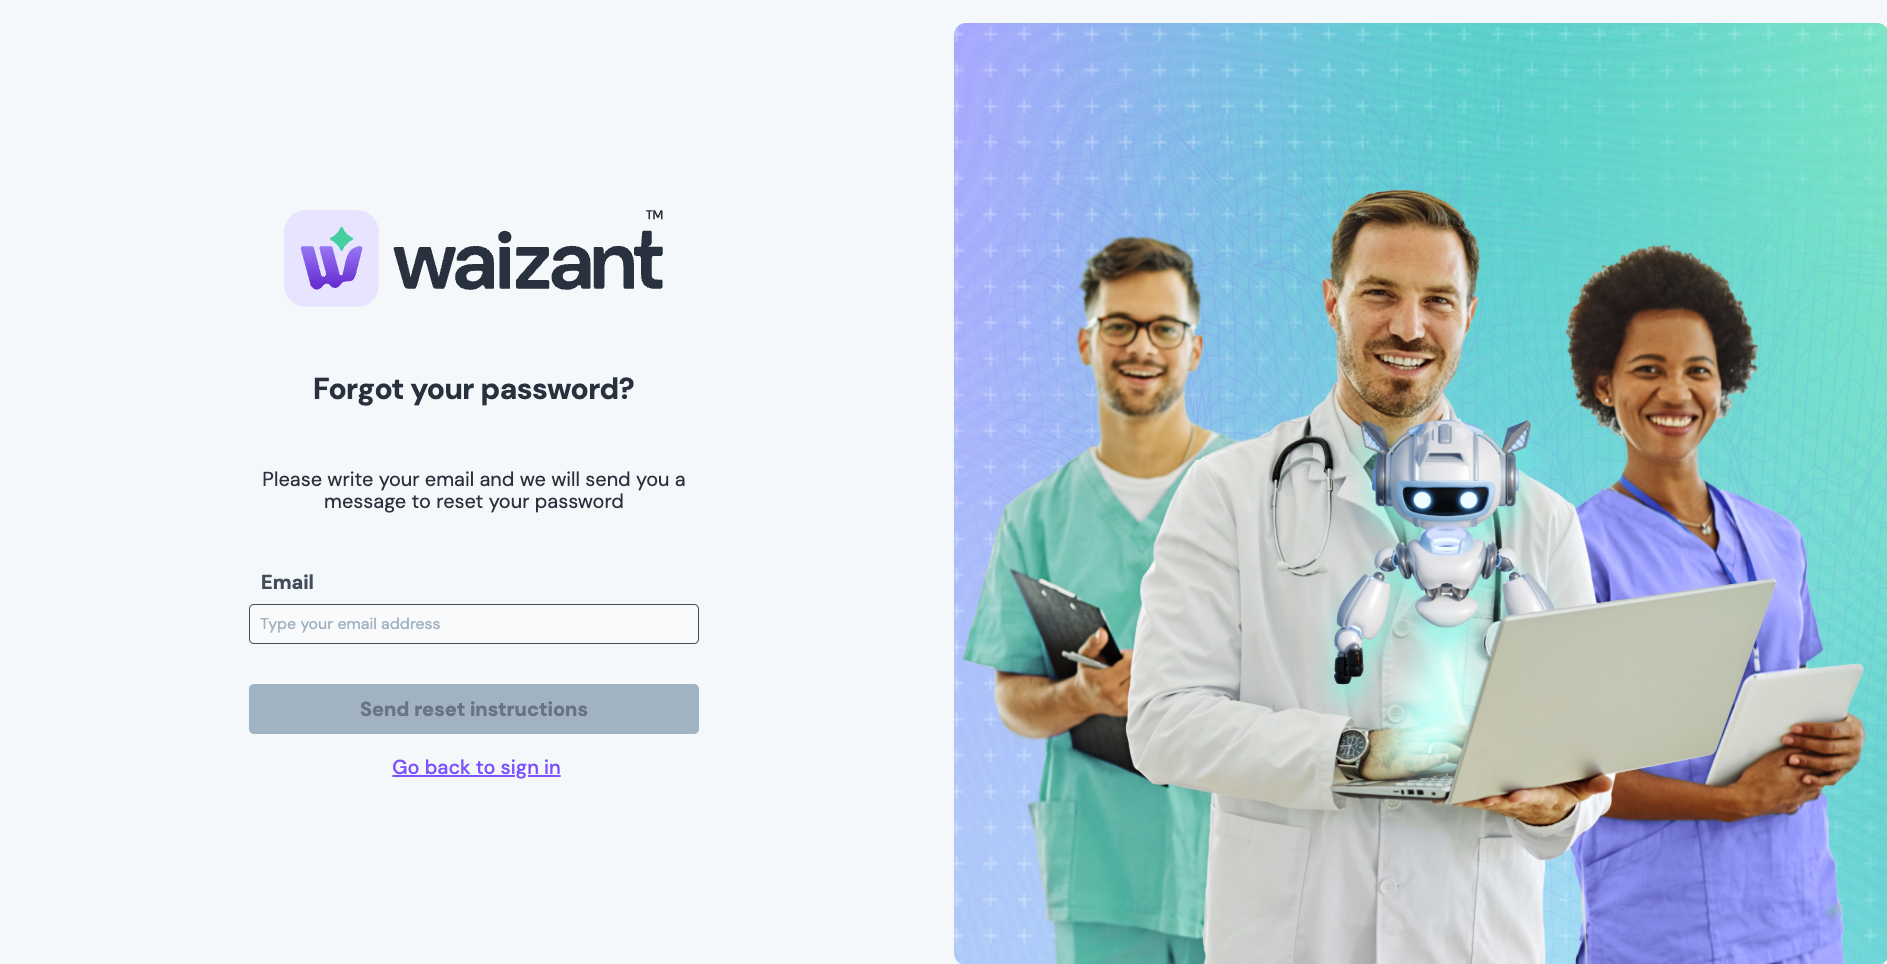 waizant™
Forgot your password?
Please write your email and we will send you a
message to reset your password
Email
Type your email address
Send reset instructions
Go back to sign in